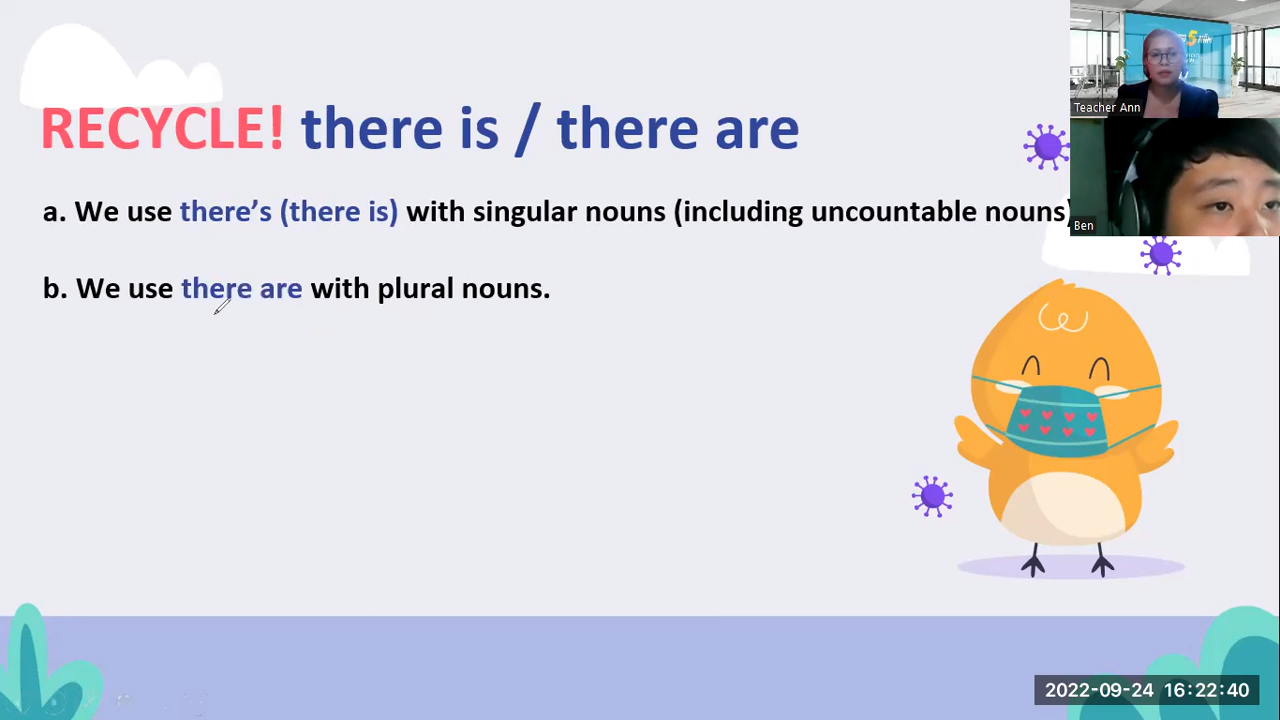 RECYCLE! there is / there are
a. We use there's (there is) with singular nouns (including uncountable nouns)
b. We use there are with plural nouns.
Teacher Ann
Ben
2022-09-24 16:22:40